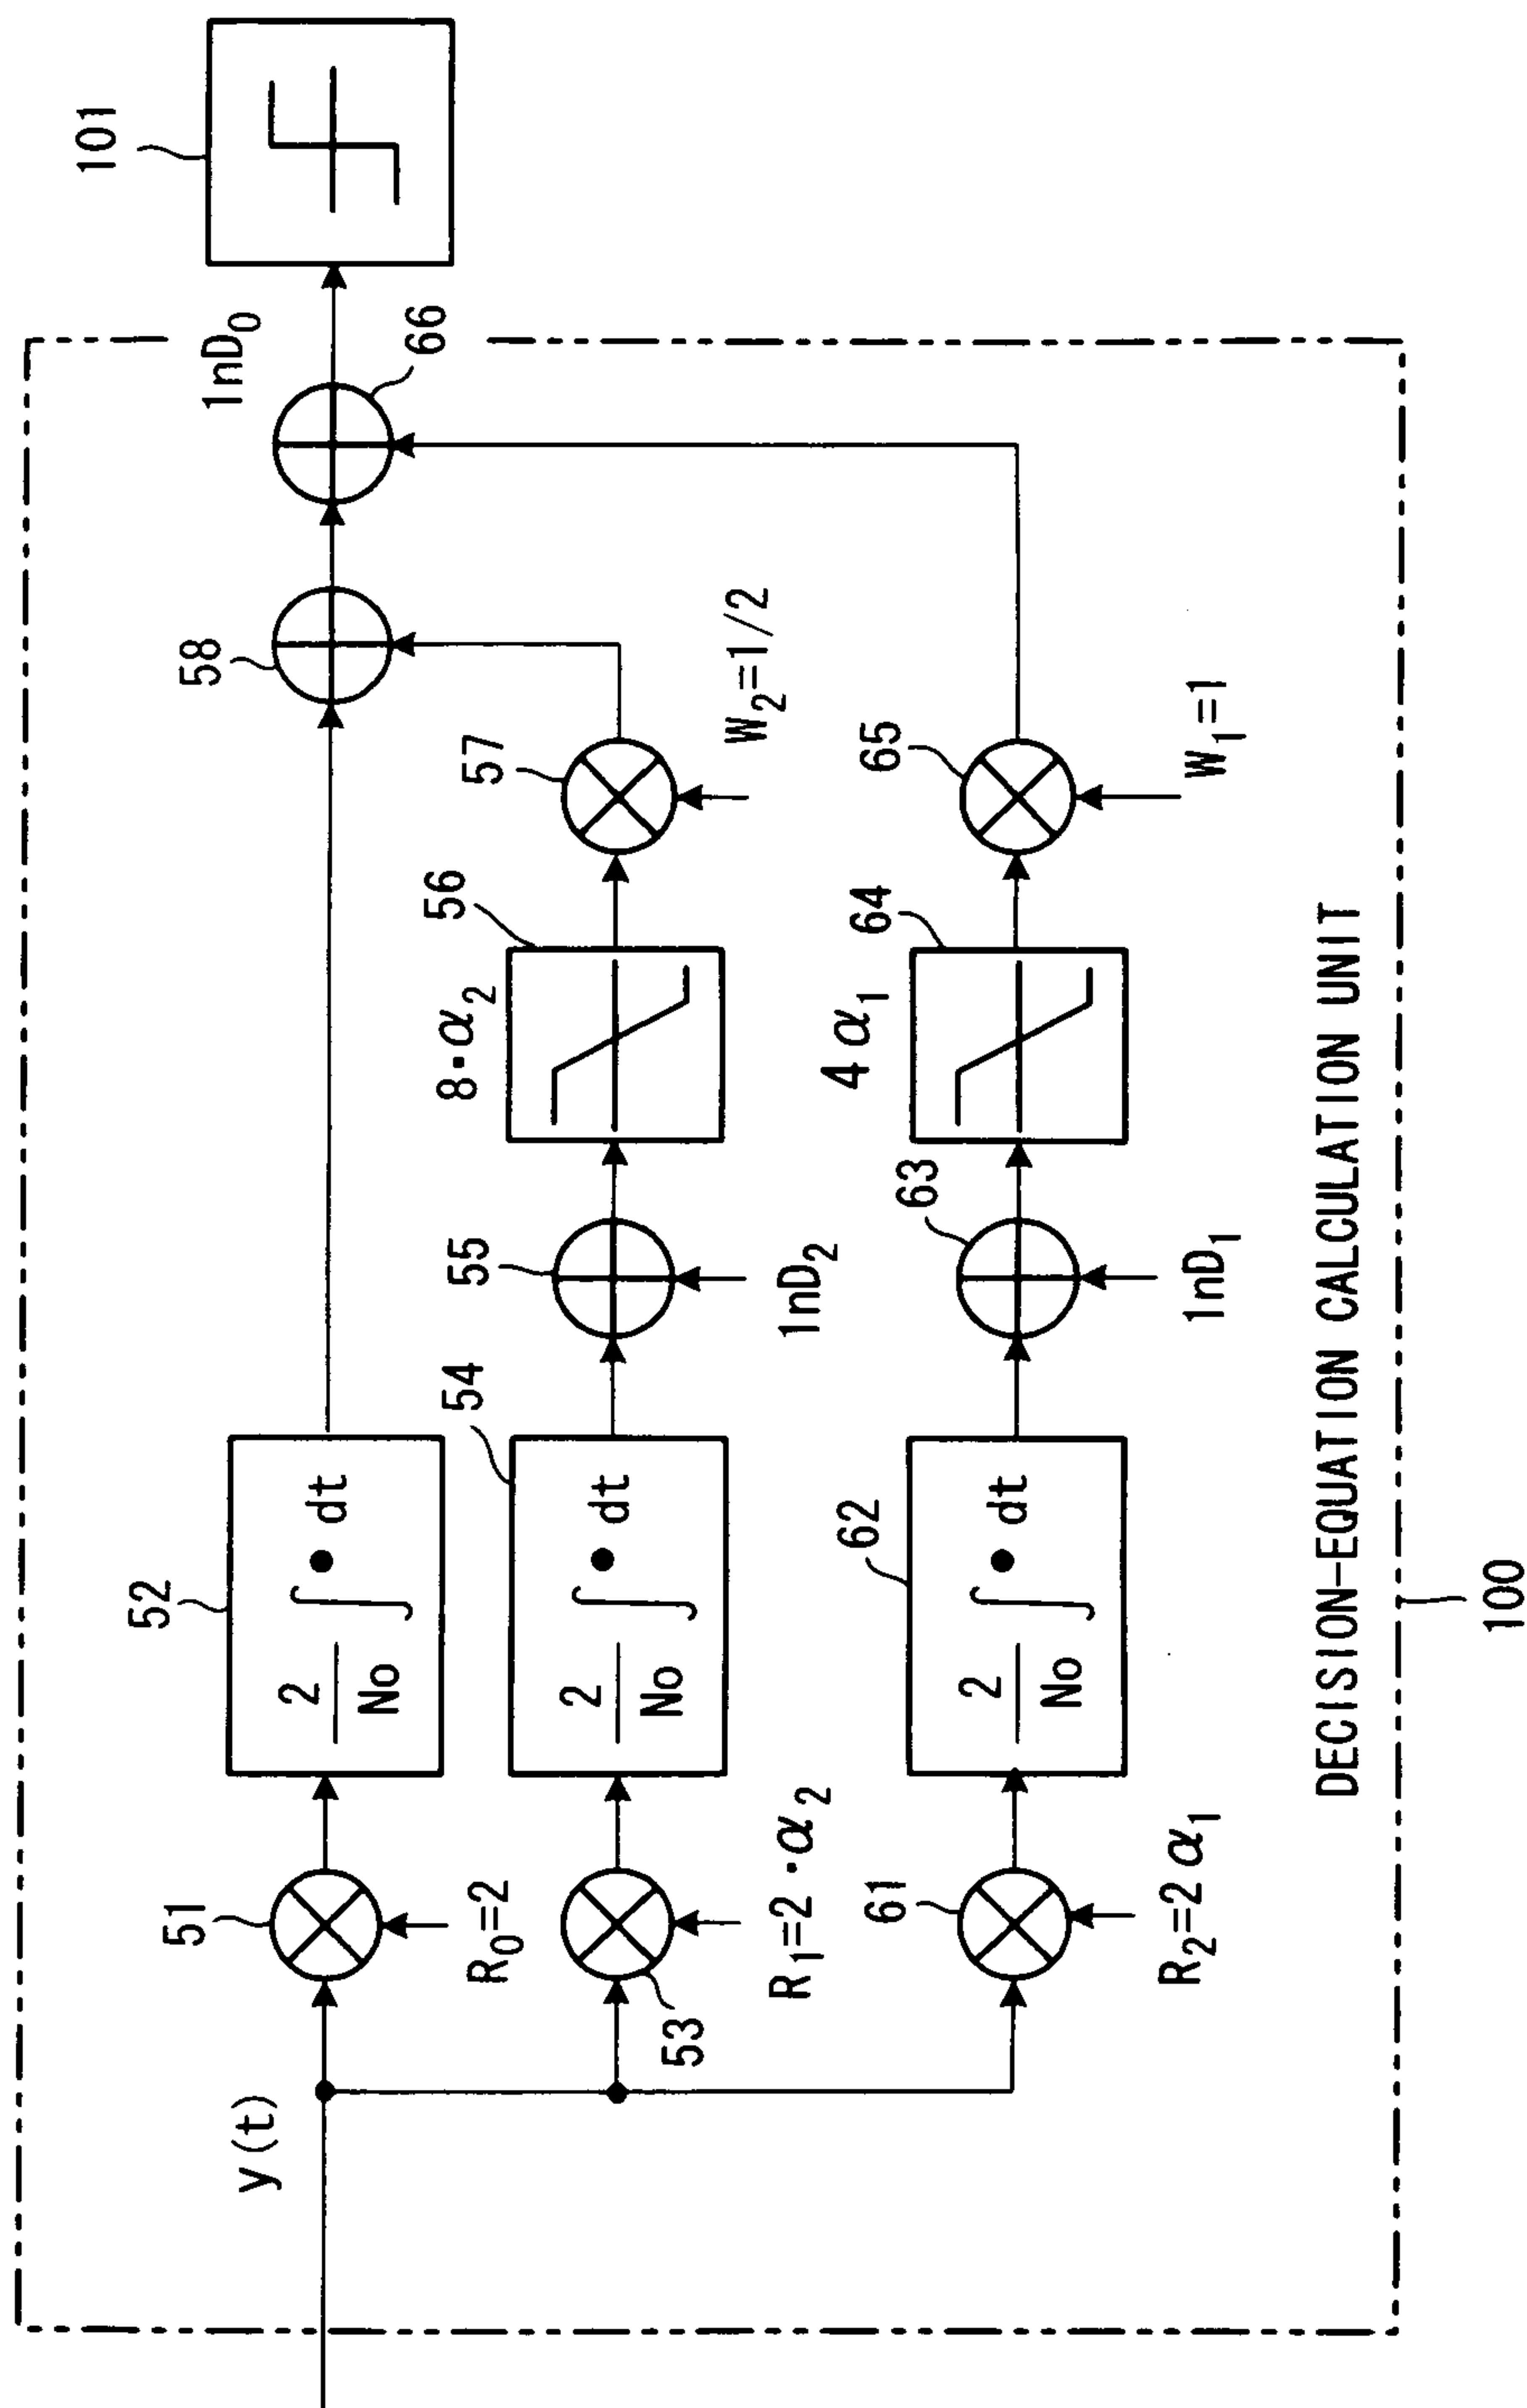 101
1nD0
66
58
57
W2=1/2
65
W1=1
56
8・α2
64
4α1
55
1nD2
63
1nD1
52
2/No ∫ • dt
54
2/No ∫ • dt
62
2/No ∫ • dt
51
R0=2
53
R1=2・α2
61
R2=2α1
y(t)
DECISION-EQUATION CALCULATION UNIT
100